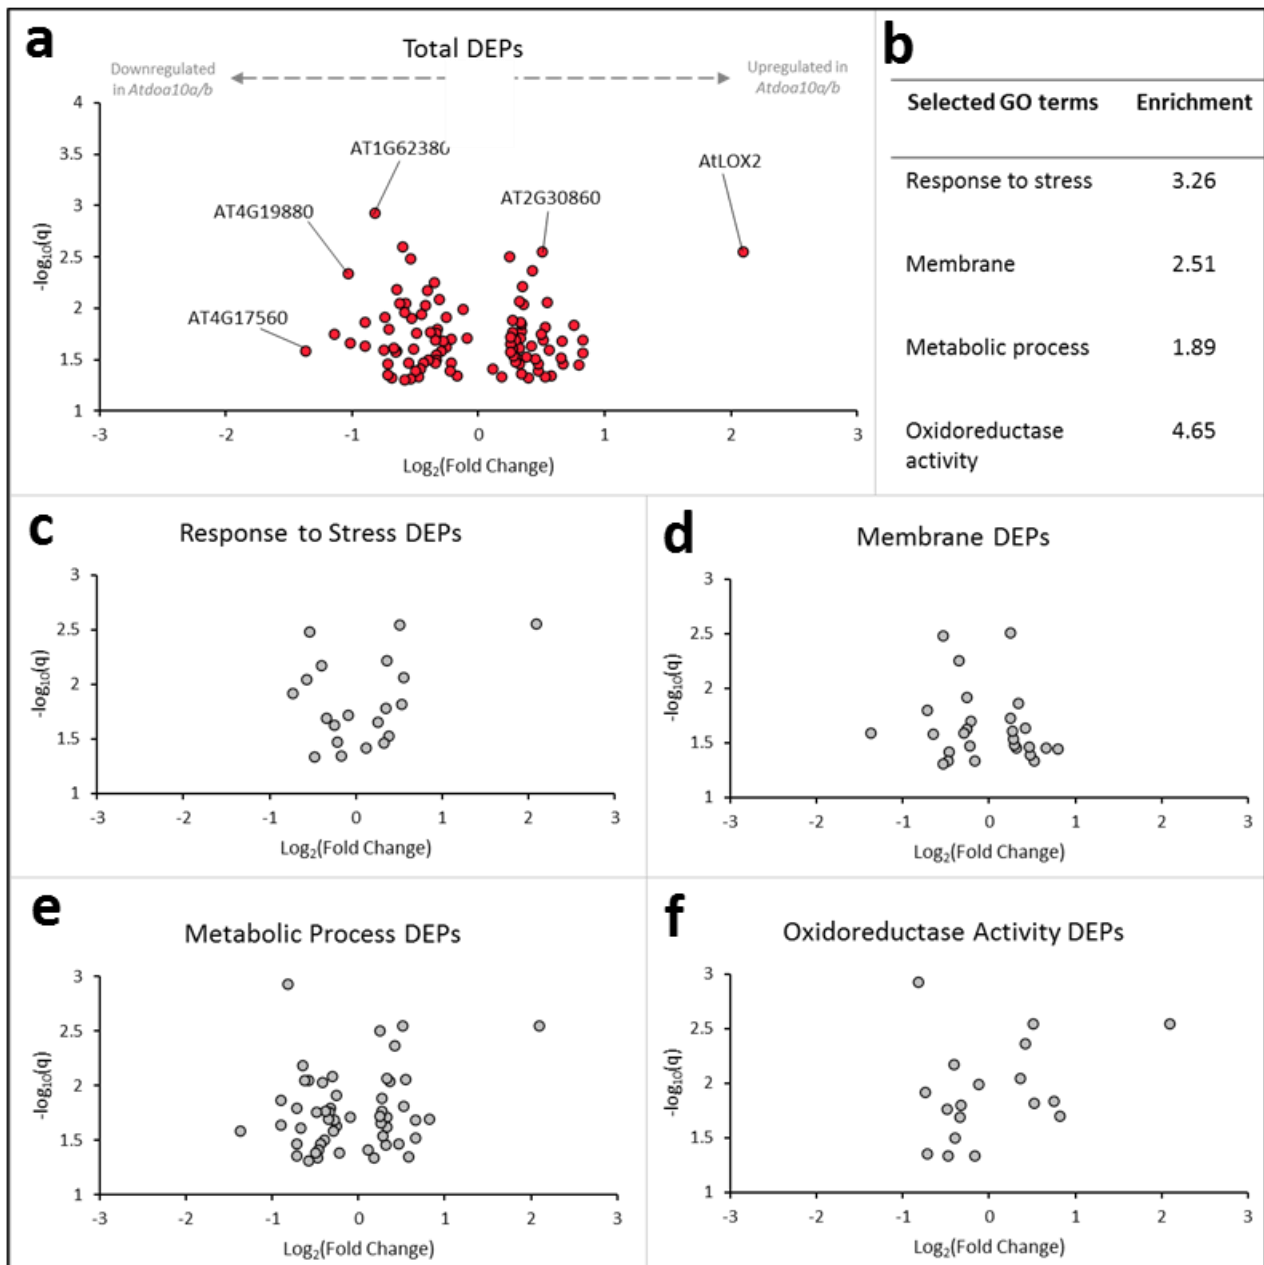 a
Total DEPs
Downregulated
in Atdoa10a/b
Upregulated in
Atdoa10a/b
4
3.5
3
2.5
2
1.5
1
-log10(q)
AT1G62380
AtLOX2
AT4G19880
AT2G30860
AT4G17560
-3 -2 -1 0 1 2 3
Log2(Fold Change)
b
Selected GO terms Enrichment
Response to stress 3.26
Membrane 2.51
Metabolic process 1.89
Oxidoreductase 4.65
activity
c
Response to Stress DEPs
3
2.5
2
1.5
1
-log10(q)
-3 -2 -1 0 1 2 3
Log2(Fold Change)
d
Membrane DEPs
3
2.5
2
1.5
1
-log10(q)
-3 -2 -1 0 1 2 3
Log2(Fold Change)
e
Metabolic Process DEPs
3
2.5
2
1.5
1
-log10(q)
-3 -2 -1 0 1 2 3
Log2(Fold Change)
f
Oxidoreductase Activity DEPs
3
2.5
2
1.5
1
-log10(q)
-3 -2 -1 0 1 2 3
Log2(Fold Change)